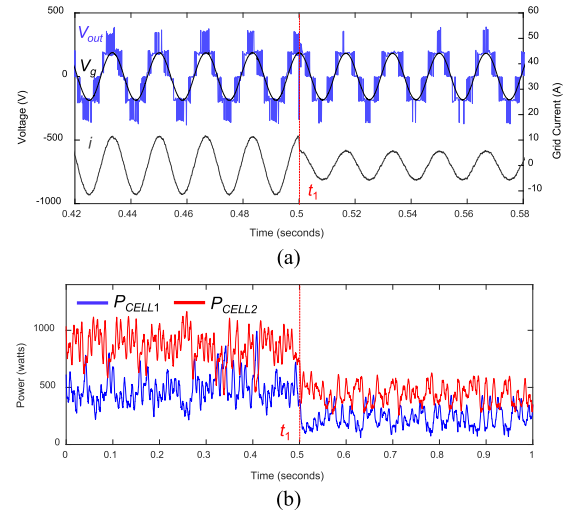 500
60
V_out
50
V_g
40
0
30
Voltage (V)
Grid Current (A)
20
-500
i
10
0
t_1
-10
-1000
0.42 0.44 0.46 0.48 0.5 0.52 0.54 0.56 0.58
Time (seconds)
(a)
P_CELL1 P_CELL2
1000
Power (watts)
500
t_1
0
0 0.1 0.2 0.3 0.4 0.5 0.6 0.7 0.8 0.9 1
Time (seconds)
(b)